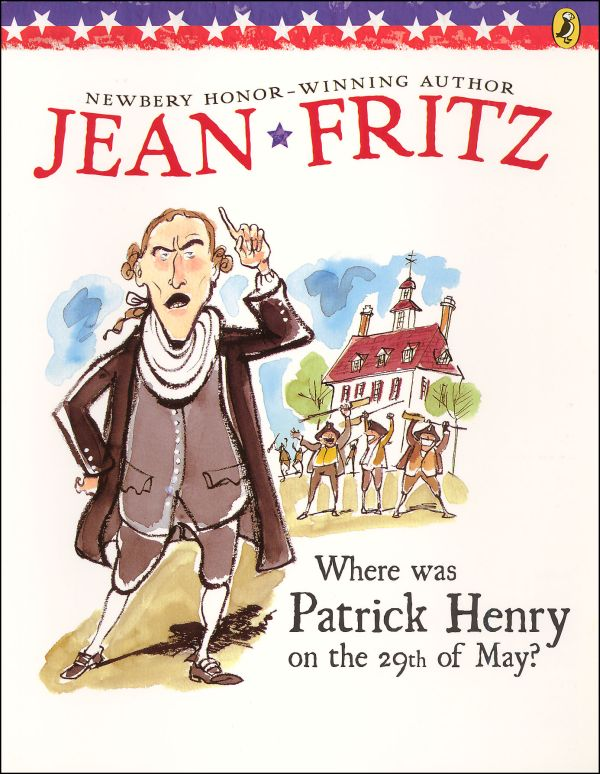 NEWBERY HONOR-WINNING AUTHOR
JEAN FRITZ
Where was
Patrick Henry
on the 29th of May?